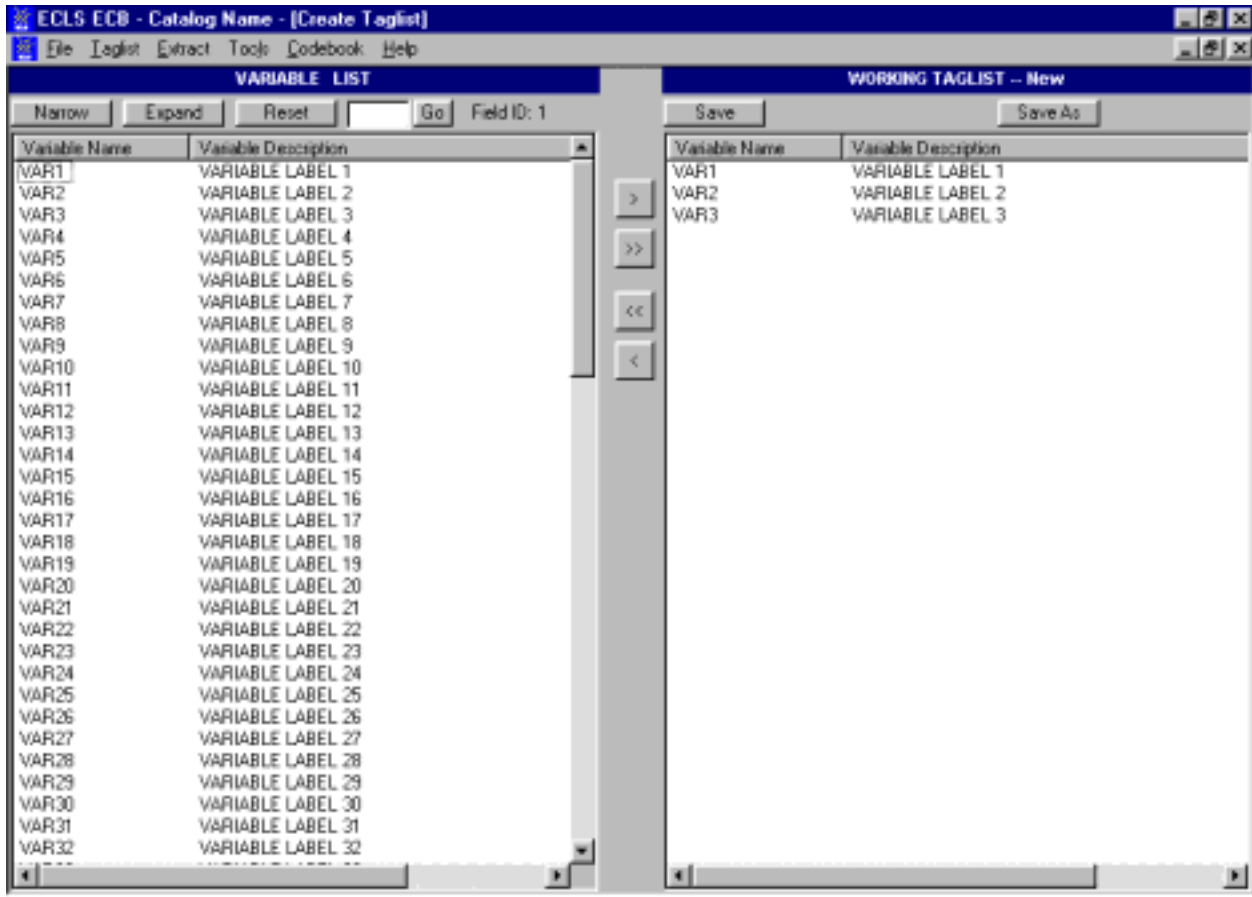 ECLS ECB - Catalog Name - [Create Taglist]
File Taglist Extract Tools Codebook Help
VARIABLE LIST
Narrow Expand Reset Go Field ID: 1
Variable Name Variable Description
VAR1 VARIABLE LABEL 1
VAR2 VARIABLE LABEL 2
VAR3 VARIABLE LABEL 3
VAR4 VARIABLE LABEL 4
VAR5 VARIABLE LABEL 5
VAR6 VARIABLE LABEL 6
VAR7 VARIABLE LABEL 7
VAR8 VARIABLE LABEL 8
VAR9 VARIABLE LABEL 9
VAR10 VARIABLE LABEL 10
VAR11 VARIABLE LABEL 11
VAR12 VARIABLE LABEL 12
VAR13 VARIABLE LABEL 13
VAR14 VARIABLE LABEL 14
VAR15 VARIABLE LABEL 15
VAR16 VARIABLE LABEL 16
VAR17 VARIABLE LABEL 17
VAR18 VARIABLE LABEL 18
VAR19 VARIABLE LABEL 19
VAR20 VARIABLE LABEL 20
VAR21 VARIABLE LABEL 21
VAR22 VARIABLE LABEL 22
VAR23 VARIABLE LABEL 23
VAR24 VARIABLE LABEL 24
VAR25 VARIABLE LABEL 25
VAR26 VARIABLE LABEL 26
VAR27 VARIABLE LABEL 27
VAR28 VARIABLE LABEL 28
VAR29 VARIABLE LABEL 29
VAR30 VARIABLE LABEL 30
VAR31 VARIABLE LABEL 31
VAR32 VARIABLE LABEL 32
>
>>
<<
<
WORKING TAGLIST -- New
Save Save As
Variable Name Variable Description
VAR1 VARIABLE LABEL 1
VAR2 VARIABLE LABEL 2
VAR3 VARIABLE LABEL 3